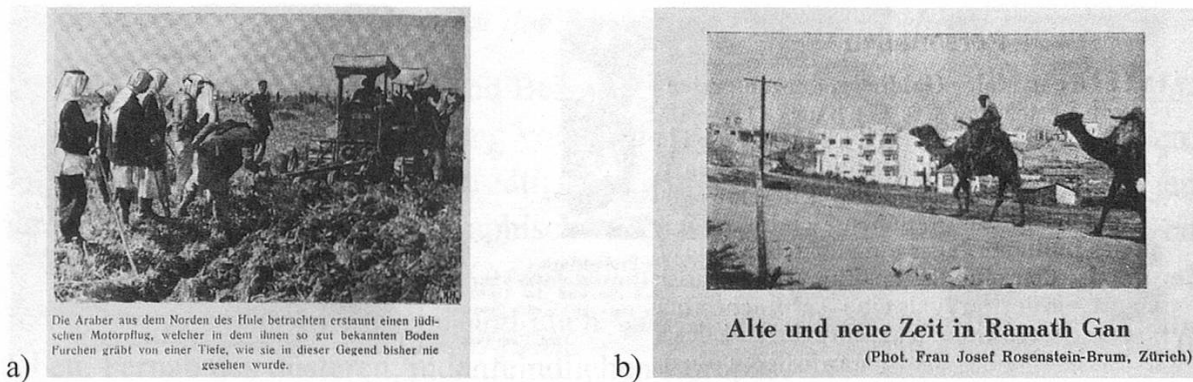 Die Araber aus dem Norden des Hule betrachten erstaunt einen jüdi-
schen Motorpflug, welcher in dem ihnen so gut bekannten Boden
Furchen gräbt von einer Tiefe, wie sie in dieser Gegend bisher nie
gesehen wurde.
a)
Alte und neue Zeit in Ramath Gan
(Phot. Frau Josef Rosenstein-Brum, Zürich)
b)